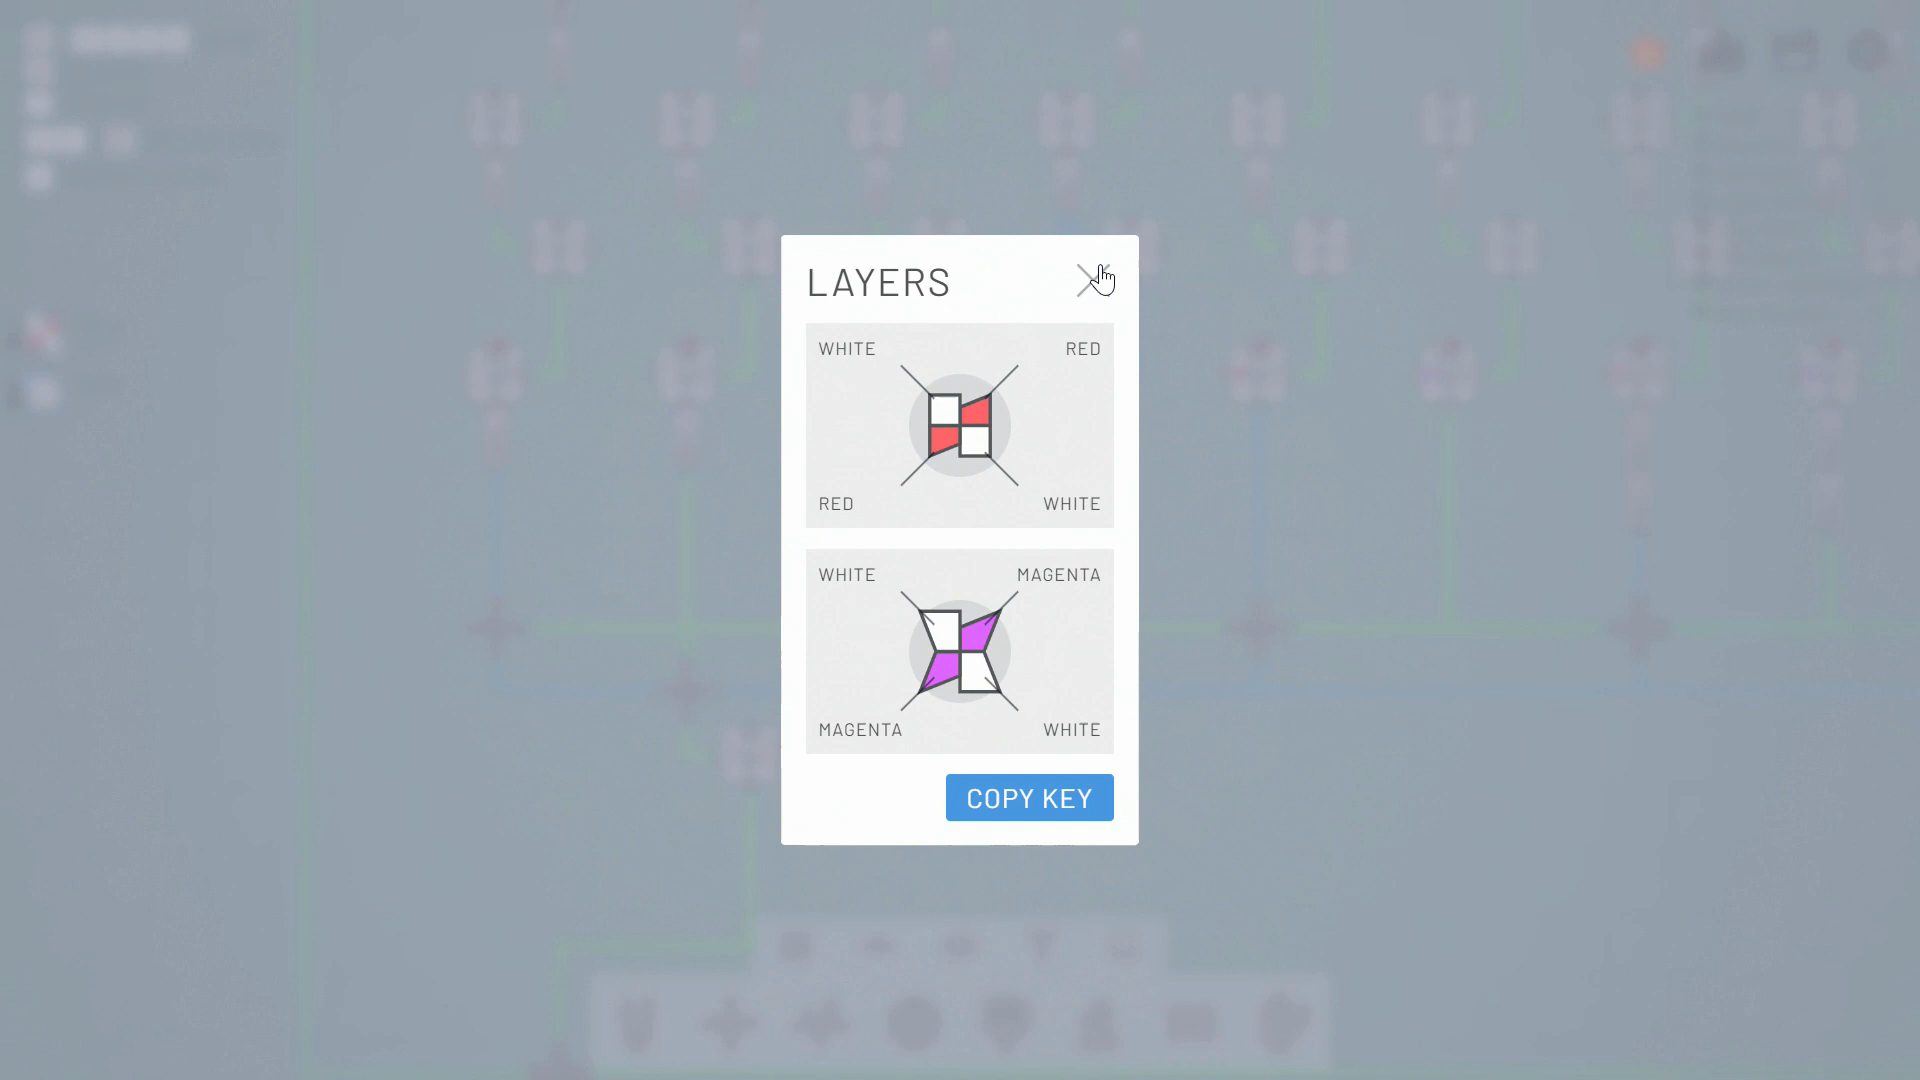 LAYERS
WHITE RED
RED WHITE
WHITE MAGENTA
MAGENTA WHITE
COPY KEY